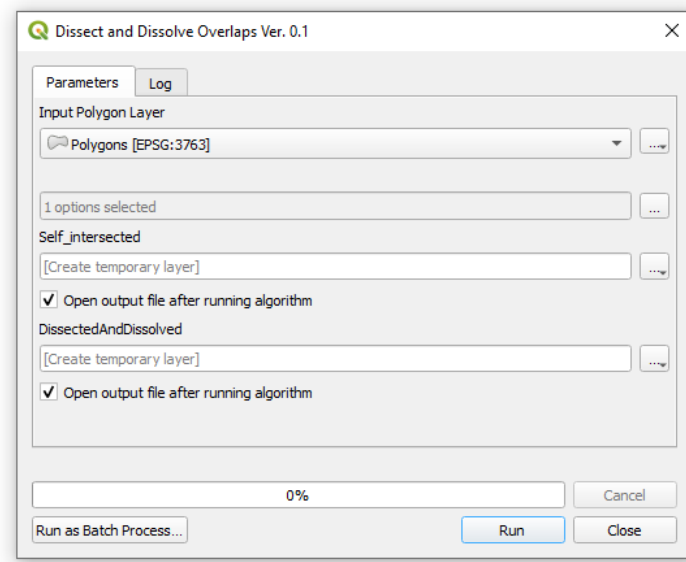 Dissect and Dissolve Overlaps Ver. 0.1
Parameters
Log
Input Polygon Layer
Polygons [EPSG:3763]
...
1 options selected
...
Self_intersected
[Create temporary layer]
...
Open output file after running algorithm
DissectedAndDissolved
[Create temporary layer]
...
Open output file after running algorithm
0%
Cancel
Run as Batch Process...
Run
Close